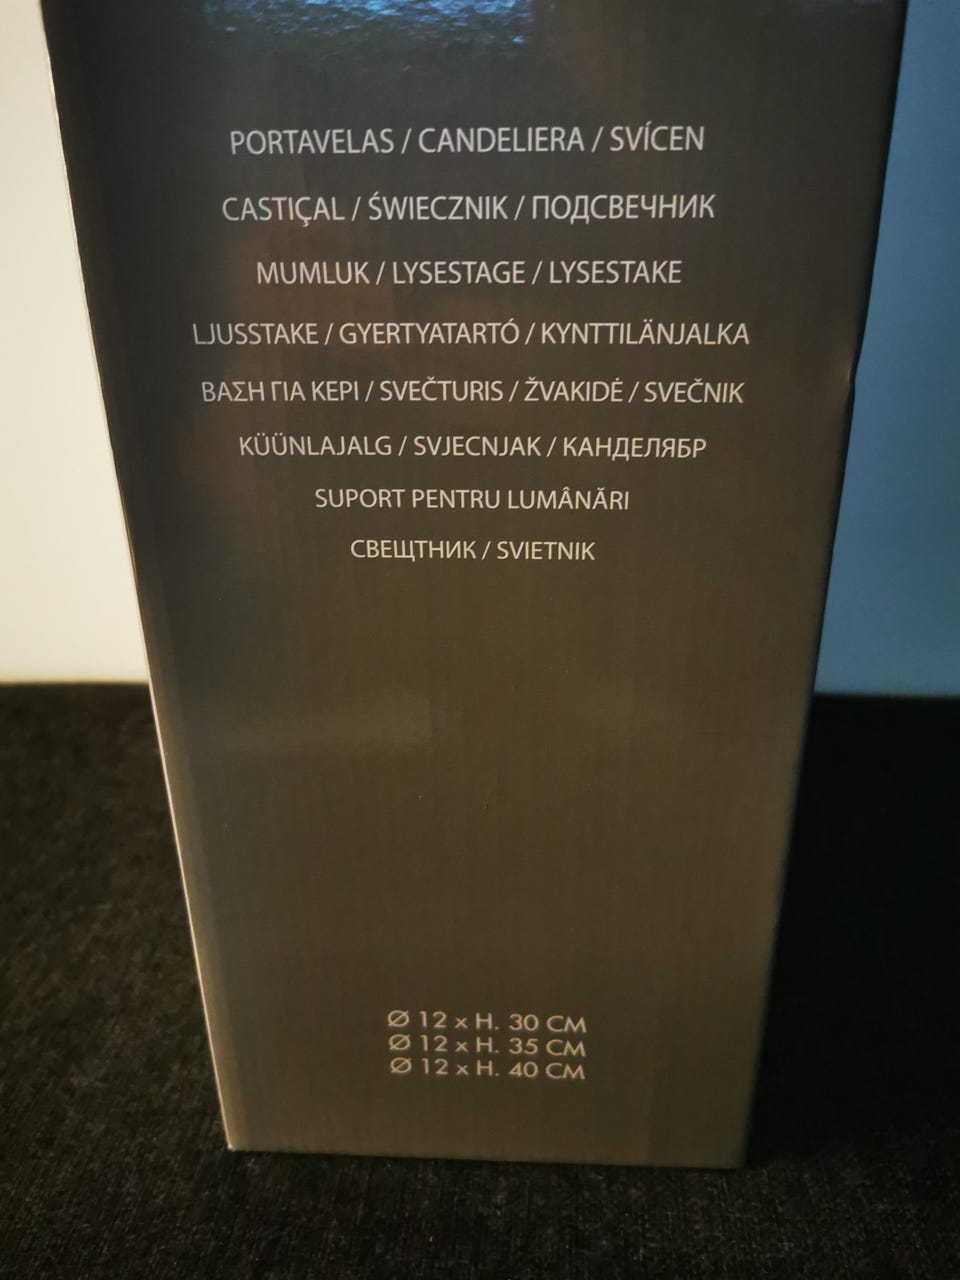 PORTAVELAS / CANDELIERA / SVÍCEN
CASTIÇAL / ŚWIECZNIK / ПОДСВЕЧНИК
MUMLUK / LYSESTAGE / LYSESTAKE
LJUSSTAKE / GYERTYATARTÓ / KYNTTILÄNJALKA
ΒΑΣΗ ΓΙΑ ΚΕΡΙ / SVEČTURIS / ŽVAKIDĖ / SVEČNIK
KÜÜNLAJALG / SVJECNJAK / КАНДЕЛЯБР
SUPORT PENTRU LUMÂNĂRI
СВЕЩТНИК / SVIETNIK
Ø 12 x H. 30 CM
Ø 12 x H. 35 CM
Ø 12 x H. 40 CM